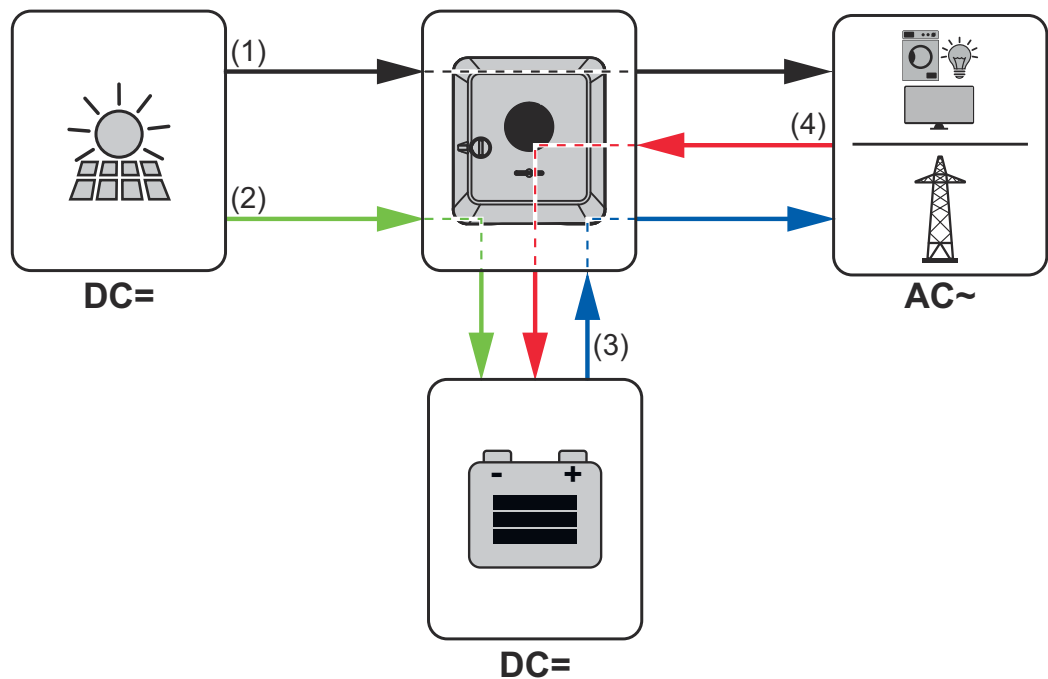 (1)
(4)
(2)
DC=
AC~
(3)
- +
DC=